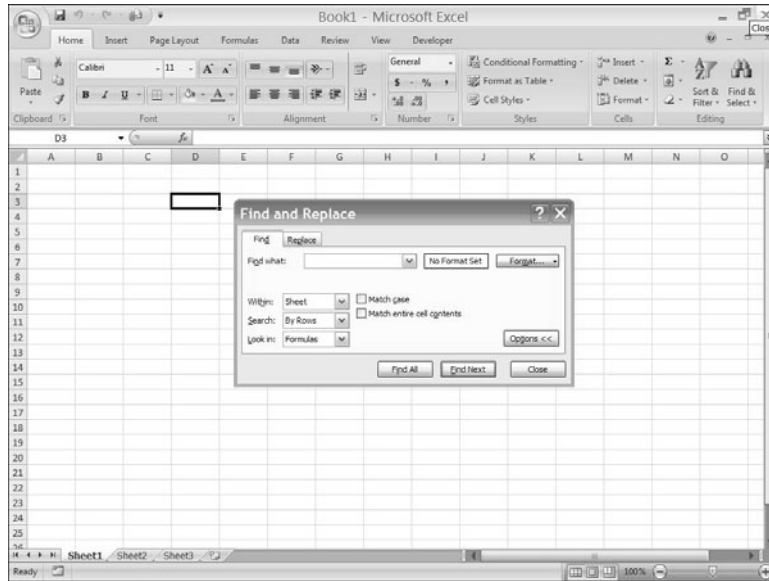 Book1 - Microsoft Excel
Clos
Home Insert Page Layout Formulas Data Review View Developer
Paste
Calibri 11 A A
B I U A
General
$ - % ,
Conditional Formatting
Format as Table
Cell Styles
Insert
Delete
Format
Σ
Sort & Filter
Find & Select
Clipboard Font Alignment Number Styles Cells Editing
D3 fx
A B C D E F G H I J K L M N O
1
2
3
4
5
6
7
8
9
10
11
12
13
14
15
16
17
18
19
20
21
22
23
24
25
26
Find and Replace
Find Replace
Find what: No Format Set Format...
Within: Sheet Match case
Search: By Rows Match entire cell contents
Look in: Formulas Options <<
Find All Find Next Close
Sheet1 Sheet2 Sheet3
Ready 100%